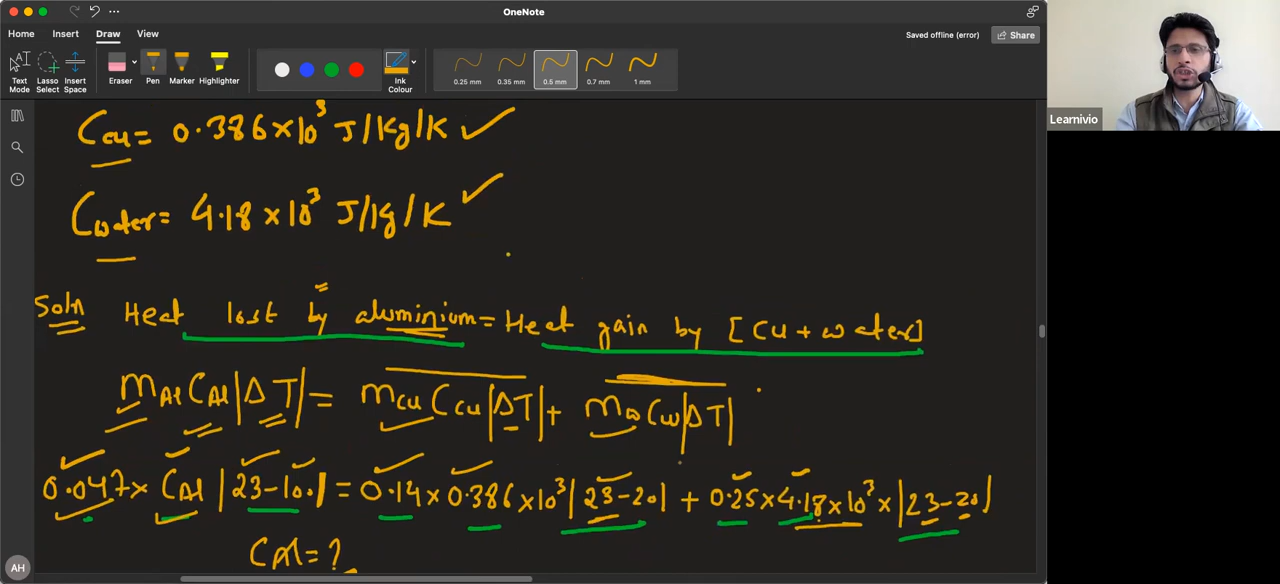 OneNote
Home Insert Draw View
Saved offline (error) Share
Text Mode
Lasso Select
Insert Space
Eraser
Pen
Marker
Highlighter
Ink Colour
0.25 mm 0.35 mm 0.5 mm 0.7 mm 1 mm
Learnivio
Ccu= 0.386×10³ J/Kg/K ✓
Cwater= 4.18×10³ J/Kg/K ✓
Soln Heat lost by aluminium = Heat gain by [Cu + water]
mAl CAl |ΔT| = mcu Ccu |ΔT| + mw Cw |ΔT|
0.047 × CAl |23-100| = 0.14 × 0.386 ×10³ |23-20| + 0.25 × 4.18×10³ × |23-20|
CAl = ?
AH